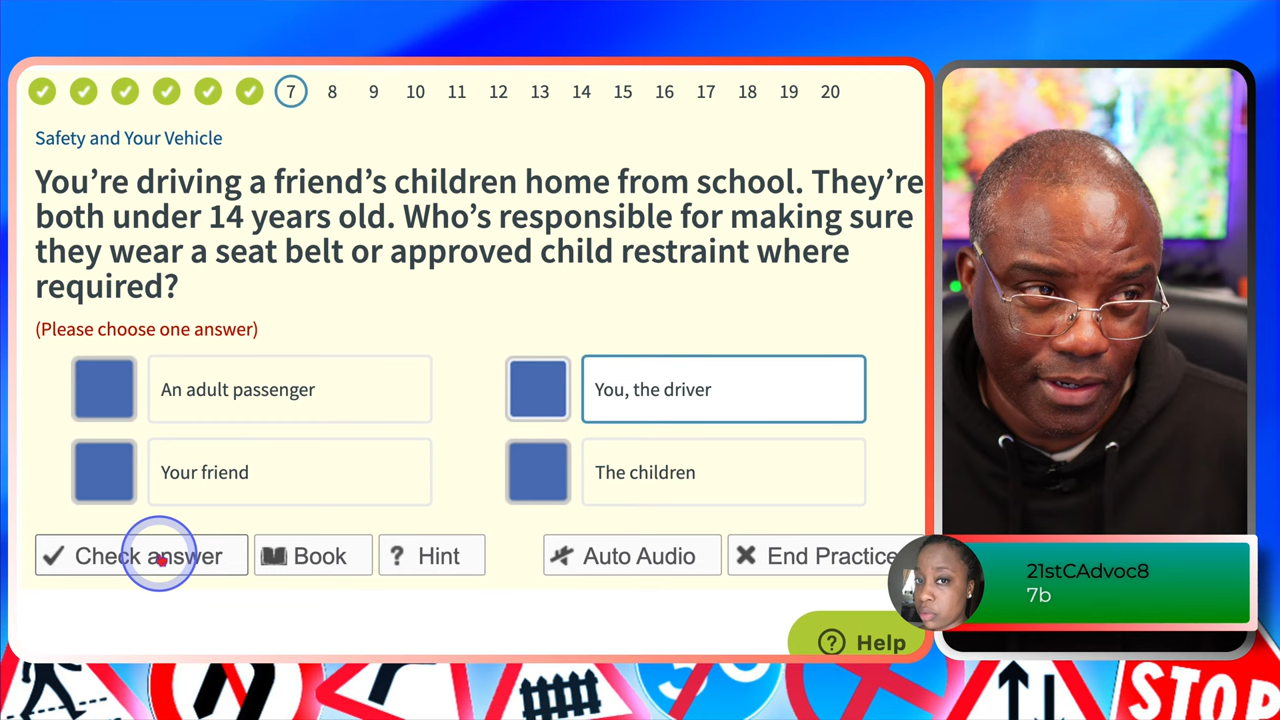 7 8 9 10 11 12 13 14 15 16 17 18 19 20
Safety and Your Vehicle
You’re driving a friend’s children home from school. They’re
both under 14 years old. Who’s responsible for making sure
they wear a seat belt or approved child restraint where
required?
(Please choose one answer)
An adult passenger
You, the driver
Your friend
The children
Check answer
Book
? Hint
Auto Audio
End Practice
21stCAdvoc8
7b
? Help
STOP